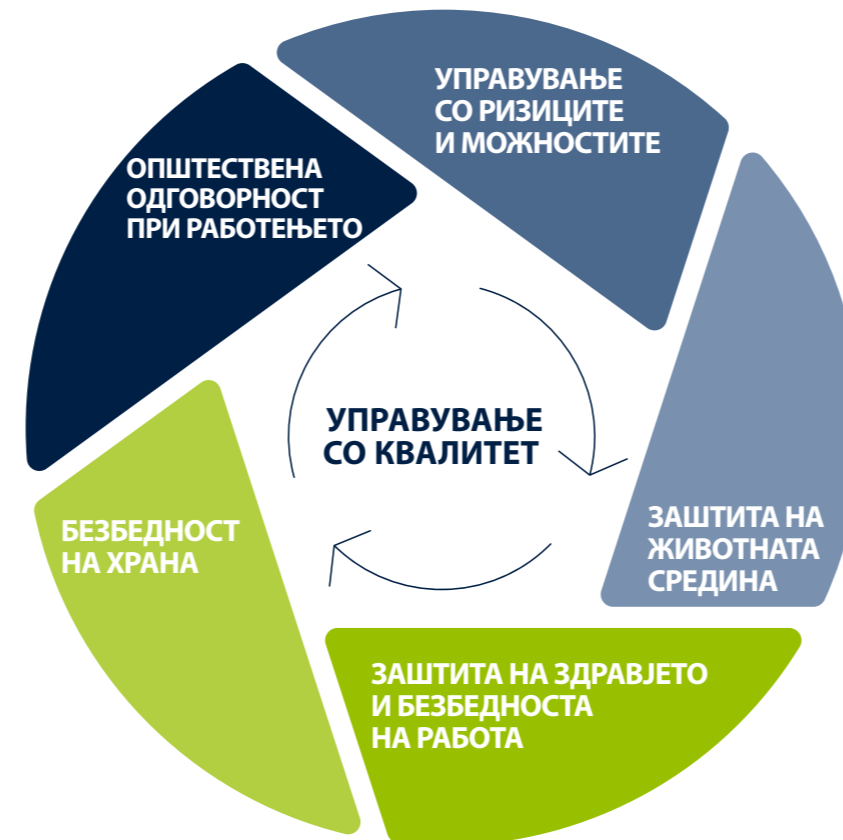 УПРАВУВАЊЕ
СО РИЗИЦИТЕ
И МОЖНОСТИТЕ
ОПШТЕСТВЕНА
ОДГОВОРНОСТ
ПРИ РАБОТЕЊЕТО
УПРАВУВАЊЕ
СО КВАЛИТЕТ
ЗАШТИТА НА
ЖИВОТНАТА
СРЕДИНА
БЕЗБЕДНОСТ
НА ХРАНА
ЗАШТИТА НА ЗДРАВЈЕТО
И БЕЗБЕДНОСТА
НА РАБОТА